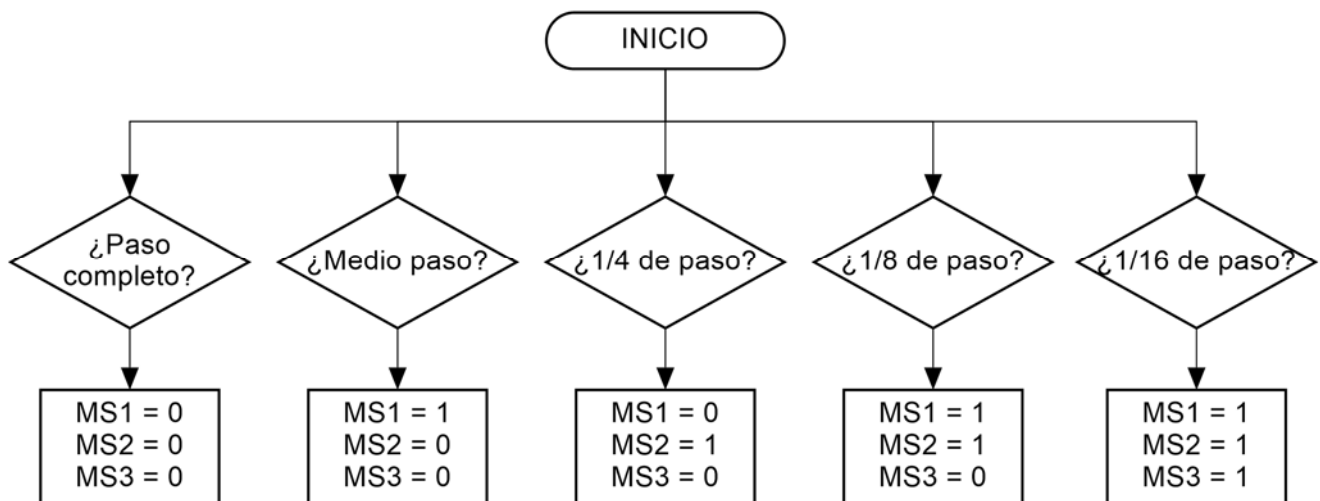 INICIO
¿Paso
completo?
¿Medio paso?
¿1/4 de paso?
¿1/8 de paso?
¿1/16 de paso?
MS1 = 0
MS2 = 0
MS3 = 0
MS1 = 1
MS2 = 0
MS3 = 0
MS1 = 0
MS2 = 1
MS3 = 0
MS1 = 1
MS2 = 1
MS3 = 0
MS1 = 1
MS2 = 1
MS3 = 1